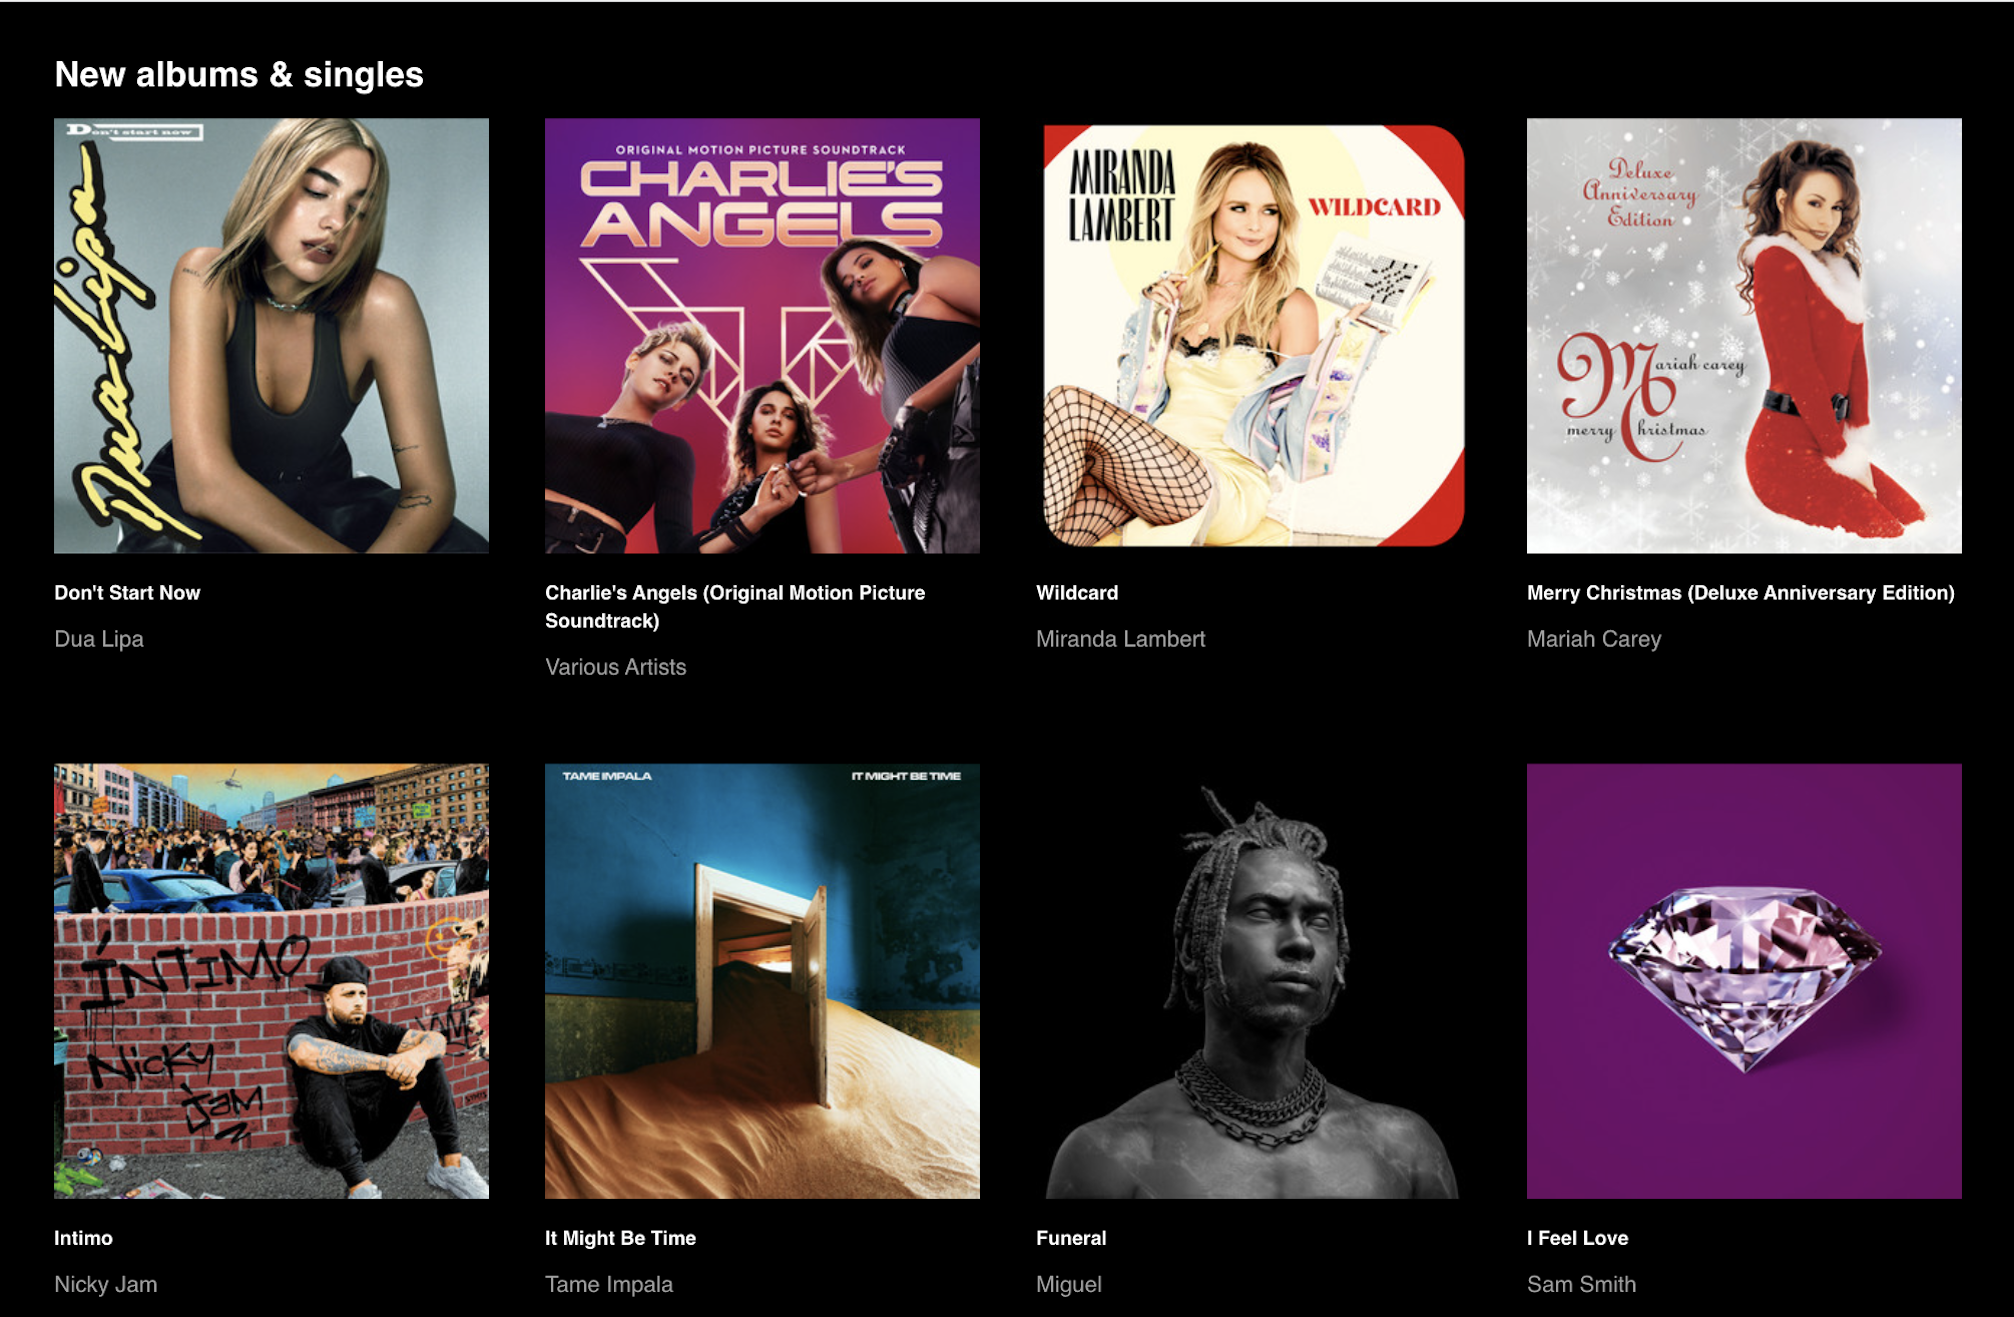 New albums & singles
Don't start now
Dua Lipa
ORIGINAL MOTION PICTURE SOUNDTRACK
CHARLIE'S
ANGELS
MIRANDA
LAMBERT
WILDCARD
Deluxe
Anniversary
Edition
Mariah carey
merry Christmas
Don't Start Now
Dua Lipa
Charlie's Angels (Original Motion Picture
Soundtrack)
Various Artists
Wildcard
Miranda Lambert
Merry Christmas (Deluxe Anniversary Edition)
Mariah Carey
ÍNTIMO
Nicky
Jam
TAME IMPALA
IT MIGHT BE TIME
Intimo
Nicky Jam
It Might Be Time
Tame Impala
Funeral
Miguel
I Feel Love
Sam Smith